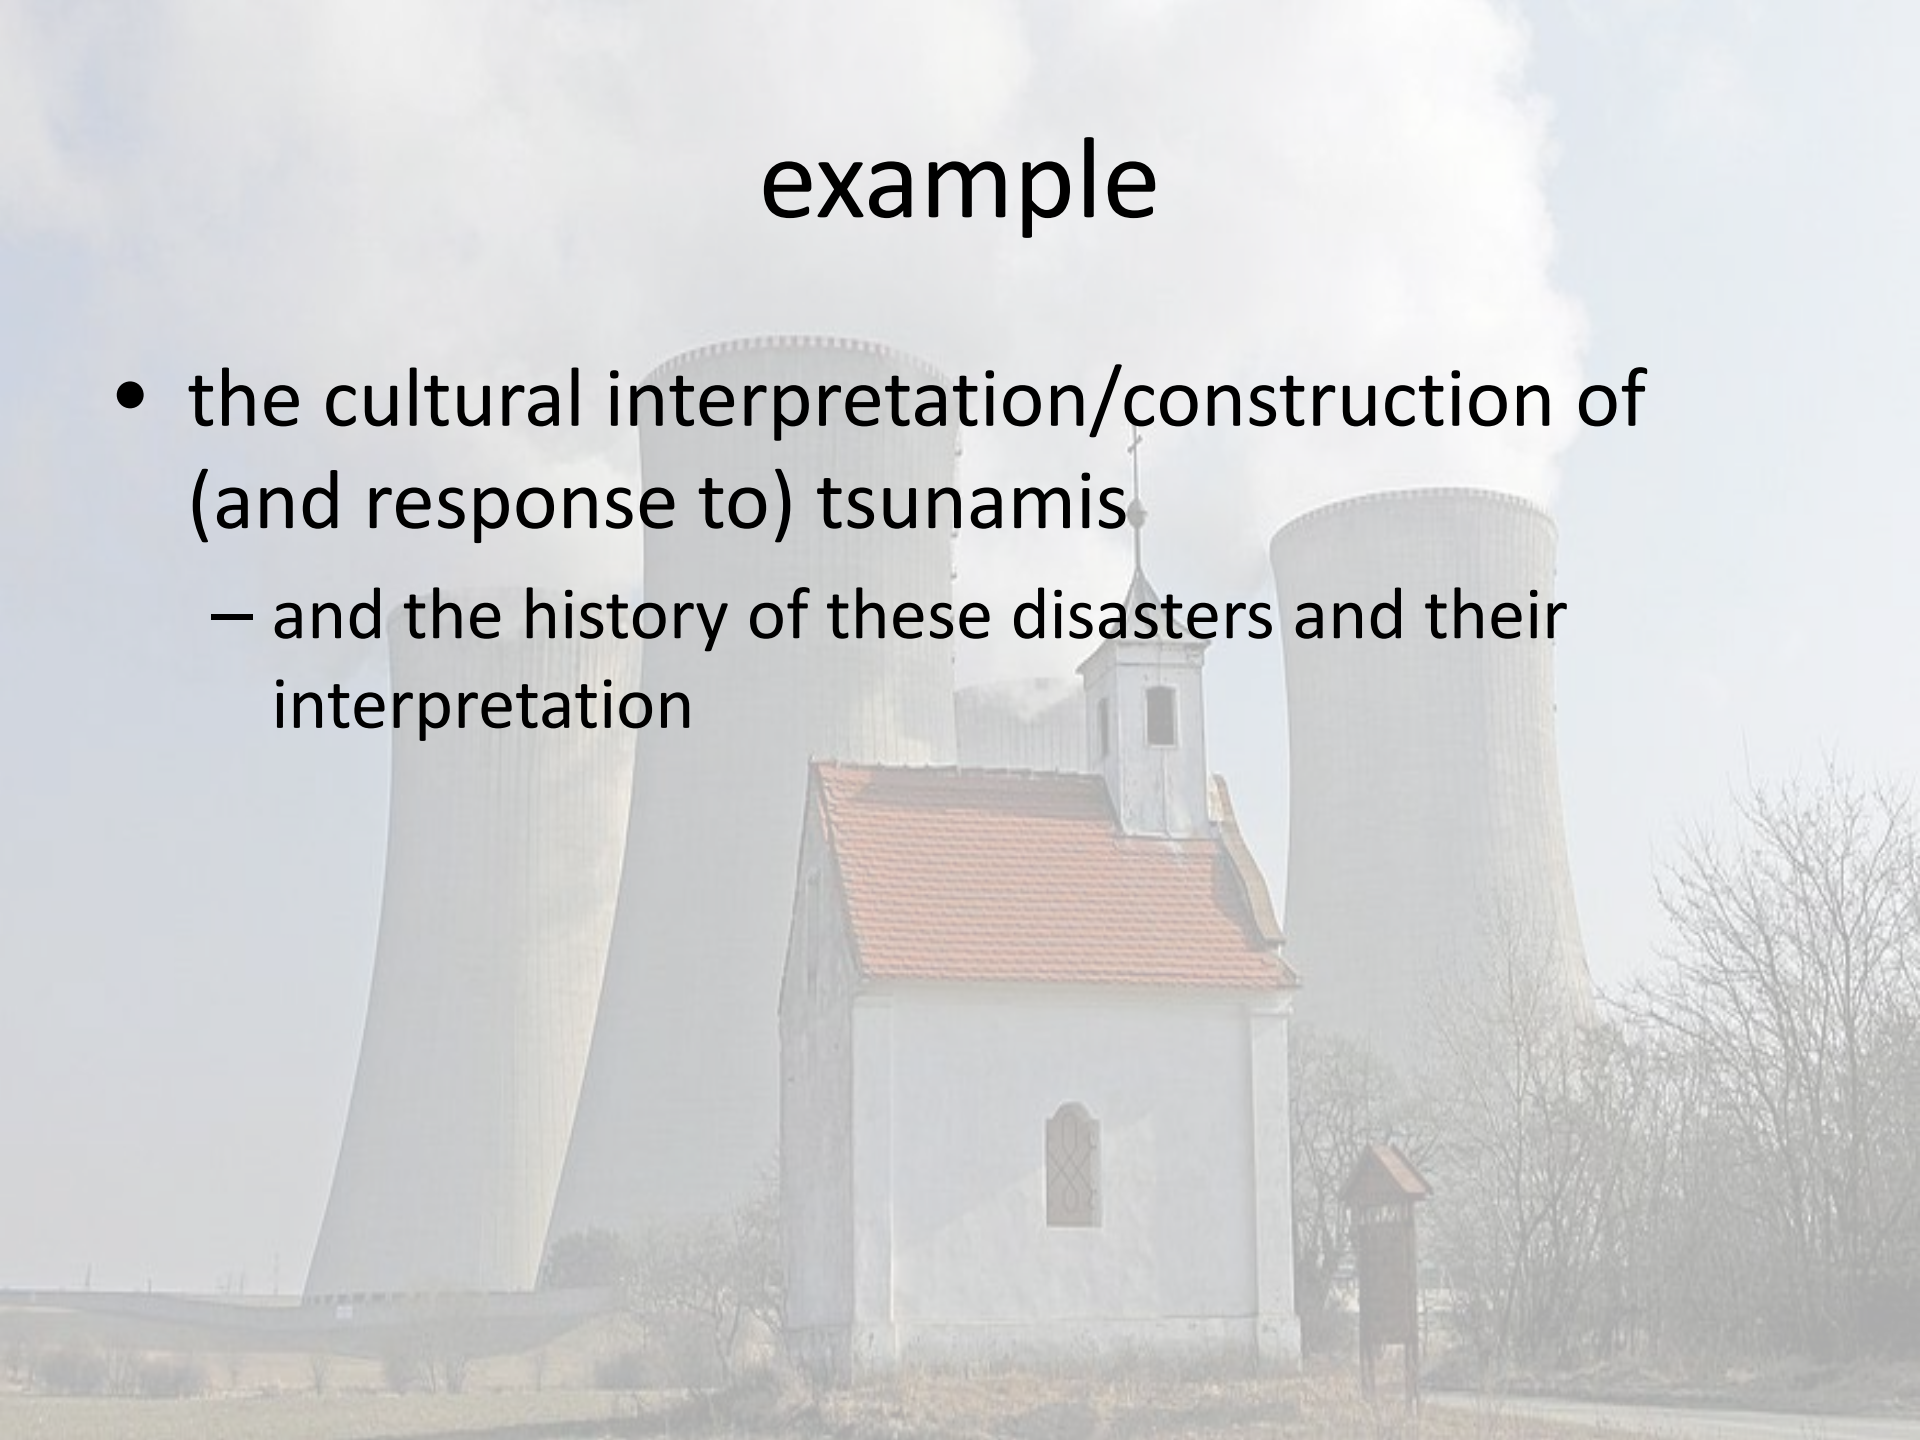 example
• the cultural interpretation/construction of
(and response to) tsunamis
– and the history of these disasters and their
interpretation